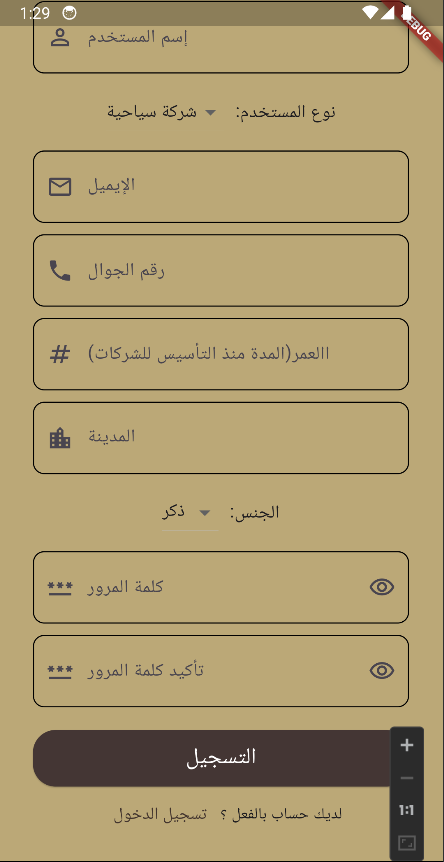 1:29
DEBUG
إسم المستخدم
نوع المستخدم: شركة سياحية
الإيميل
رقم الجوال
االعمر(المدة منذ التأسيس للشركات)
المدينة
الجنس: ذكر
كلمة المرور
تأكيد كلمة المرور
التسجيل
لديك حساب بالفعل ؟ تسجيل الدخول
1:1